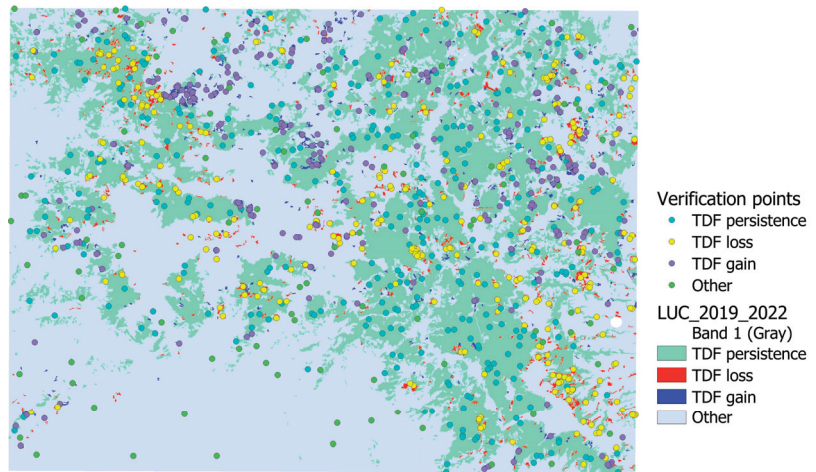 Verification points
TDF persistence
TDF loss
TDF gain
Other
LUC_2019_2022
Band 1 (Gray)
TDF persistence
TDF loss
TDF gain
Other